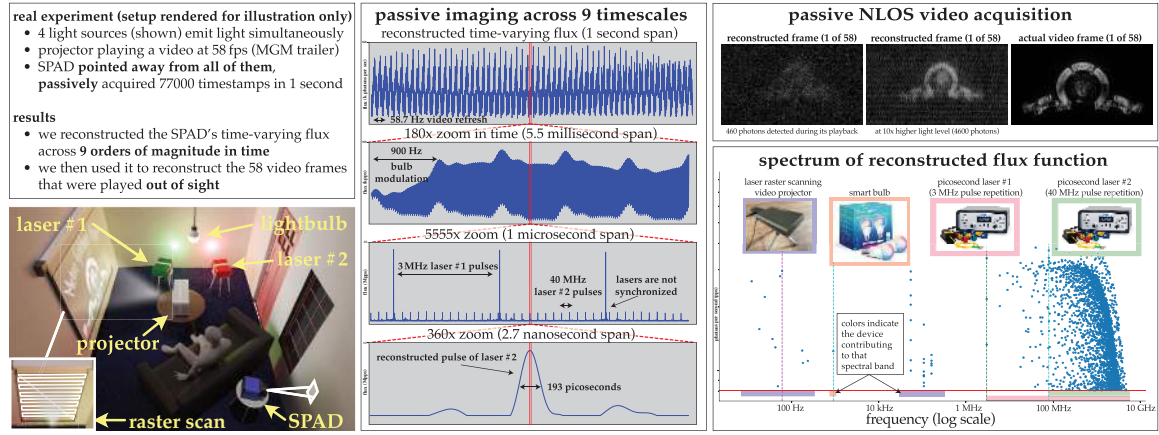 real experiment (setup rendered for illustration only)
• 4 light sources (shown) emit light simultaneously
• projector playing a video at 58 fps (MGM trailer)
• SPAD pointed away from all of them,
passively acquired 77000 timestamps in 1 second
results
• we reconstructed the SPAD's time-varying flux
across 9 orders of magnitude in time
• we then used it to reconstruct the 58 video frames
that were played out of sight
laser #1
lightbulb
laser #2
projector
SPAD
raster scan
passive imaging across 9 timescales
reconstructed time-varying flux (1 second span)
58.7 Hz video refresh
180x zoom in time (5.5 millisecond span)
900 Hz
bulb
modulation
5555x zoom (1 microsecond span)
flux (Mpps)
3 MHz laser #1 pulses
40 MHz
laser #2 pulses
lasers are not
synchronized
360x zoom (2.7 nanosecond span)
flux (Mpps)
reconstructed pulse of laser #2
193 picoseconds
passive NLOS video acquisition
reconstructed frame (1 of 58)
reconstructed frame (1 of 58)
actual video frame (1 of 58)
460 photons detected during its playback
at 10x higher light level (4600 photons)
spectrum of reconstructed flux function
laser raster scanning
video projector
smart bulb
picosecond laser #1
(3 MHz pulse repetition)
picosecond laser #2
(40 MHz pulse repetition)
colors indicate
the device
contributing
to that
spectral band
100 Hz
10 kHz
1 MHz
100 MHz
10 GHz
frequency (log scale)